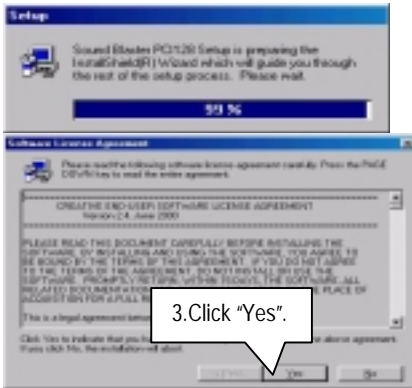 Setup
Sound Blaster PCI128 Setup is preparing the
InstallShield(R) Wizard which will guide you through
the rest of the setup process. Please wait.
99 %
Software License Agreement
Please read the following software license agreement carefully. Press the PAGE
DOWN key to read the entire agreement.
CREATIVE END-USER SOFTWARE LICENSE AGREEMENT
Version 2.4, June 2000
PLEASE READ THIS DOCUMENT CAREFULLY BEFORE INSTALLING THE
SOFTWARE. BY INSTALLING AND USING THE SOFTWARE, YOU AGREE TO
BE BOUND BY THE TERMS OF THIS AGREEMENT. IF YOU DO NOT AGREE
TO THE TERMS OF THE AGREEMENT, DO NOT INSTALL OR USE THE
SOFTWARE. PROMPTLY RETURN, WITHIN 15 DAYS, THE SOFTWARE, ALL
RELATED DOCUMENTATION PLACE OF
ACQUISITION FOR A FULL
This is a legal agreement between
3.Click “Yes”.
Click Yes to indicate that you have above agreement.
If you click No, the installation will abort.
Yes
No